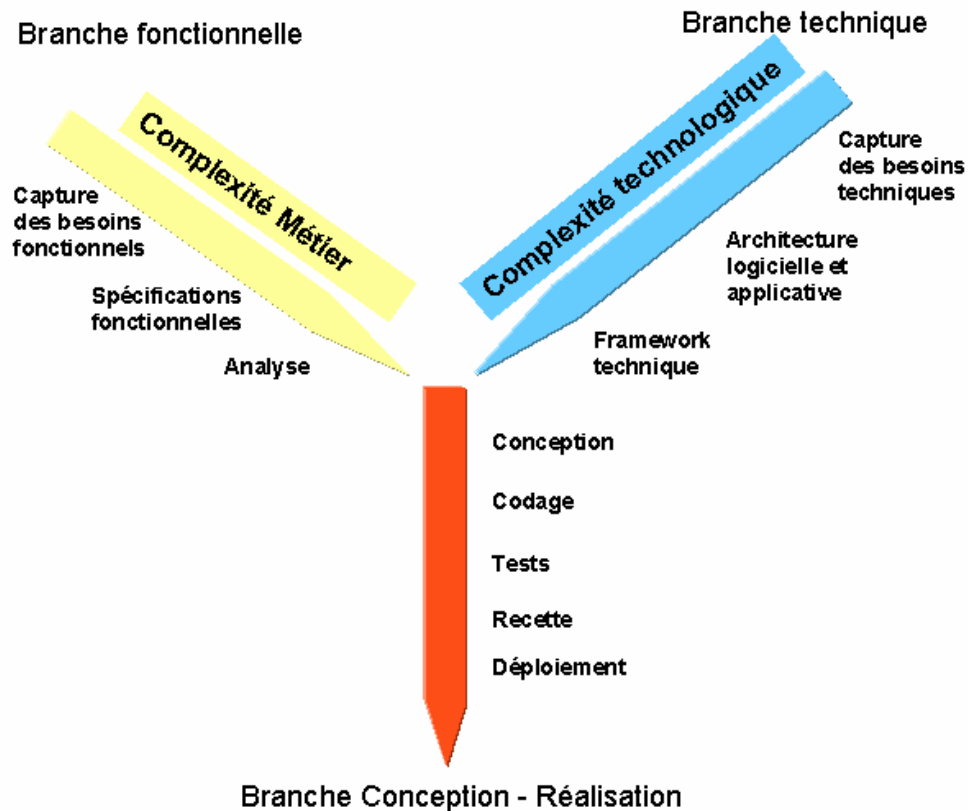 Branche fonctionnelle
Branche technique
Complexité Métier
Complexité technologique
Capture
des besoins
fonctionnels
Spécifications
fonctionnelles
Analyse
Capture
des besoins
techniques
Architecture
logicielle et
applicative
Framework
technique
Conception
Codage
Tests
Recette
Déploiement
Branche Conception - Réalisation